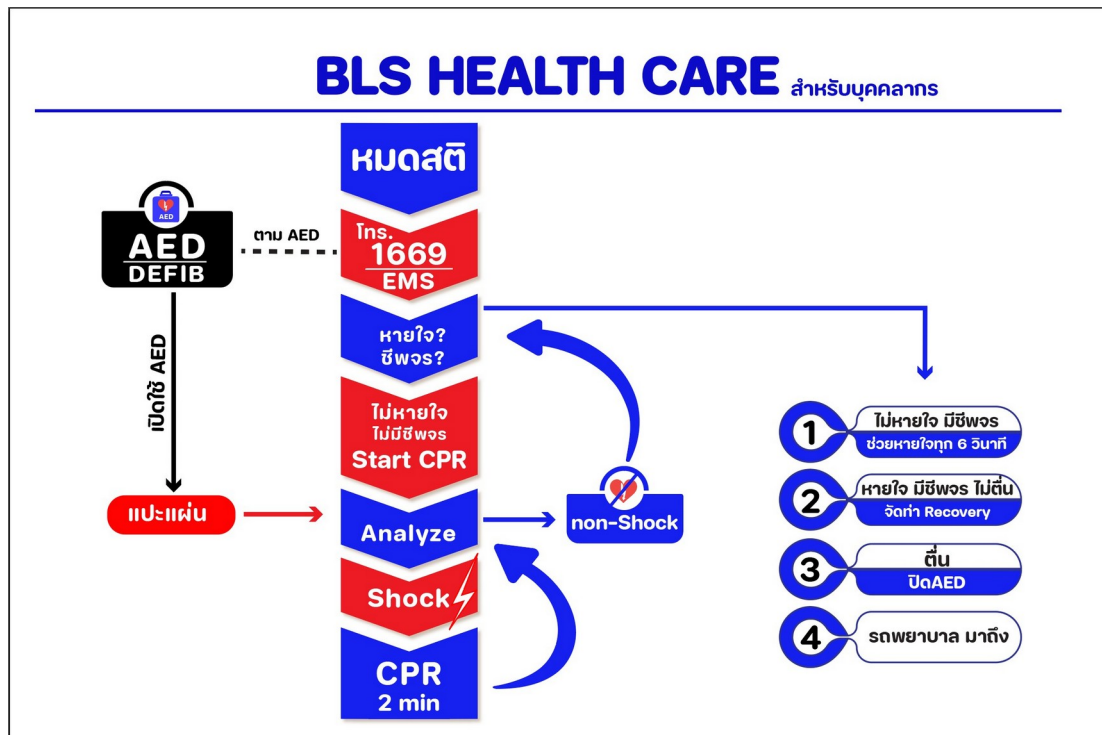 BLS HEALTH CARE สำหรับบุคคลากร
หมดสติ
AED
AED
DEFIB
ตาม AED
โทร.
1669
EMS
หายใจ?
ชีพจร?
เปิดใช้ AED
ไม่หายใจ
ไม่มีชีพจร
Start CPR
แปะแผ่น
Analyze
non-Shock
Shock
CPR
2 min
1
ไม่หายใจ มีชีพจร
ช่วยหายใจทุก 6 วินาที
2
หายใจ มีชีพจร ไม่ตื่น
จัดท่า Recovery
3
ตื่น
ปิดAED
4
รถพยาบาล มาถึง